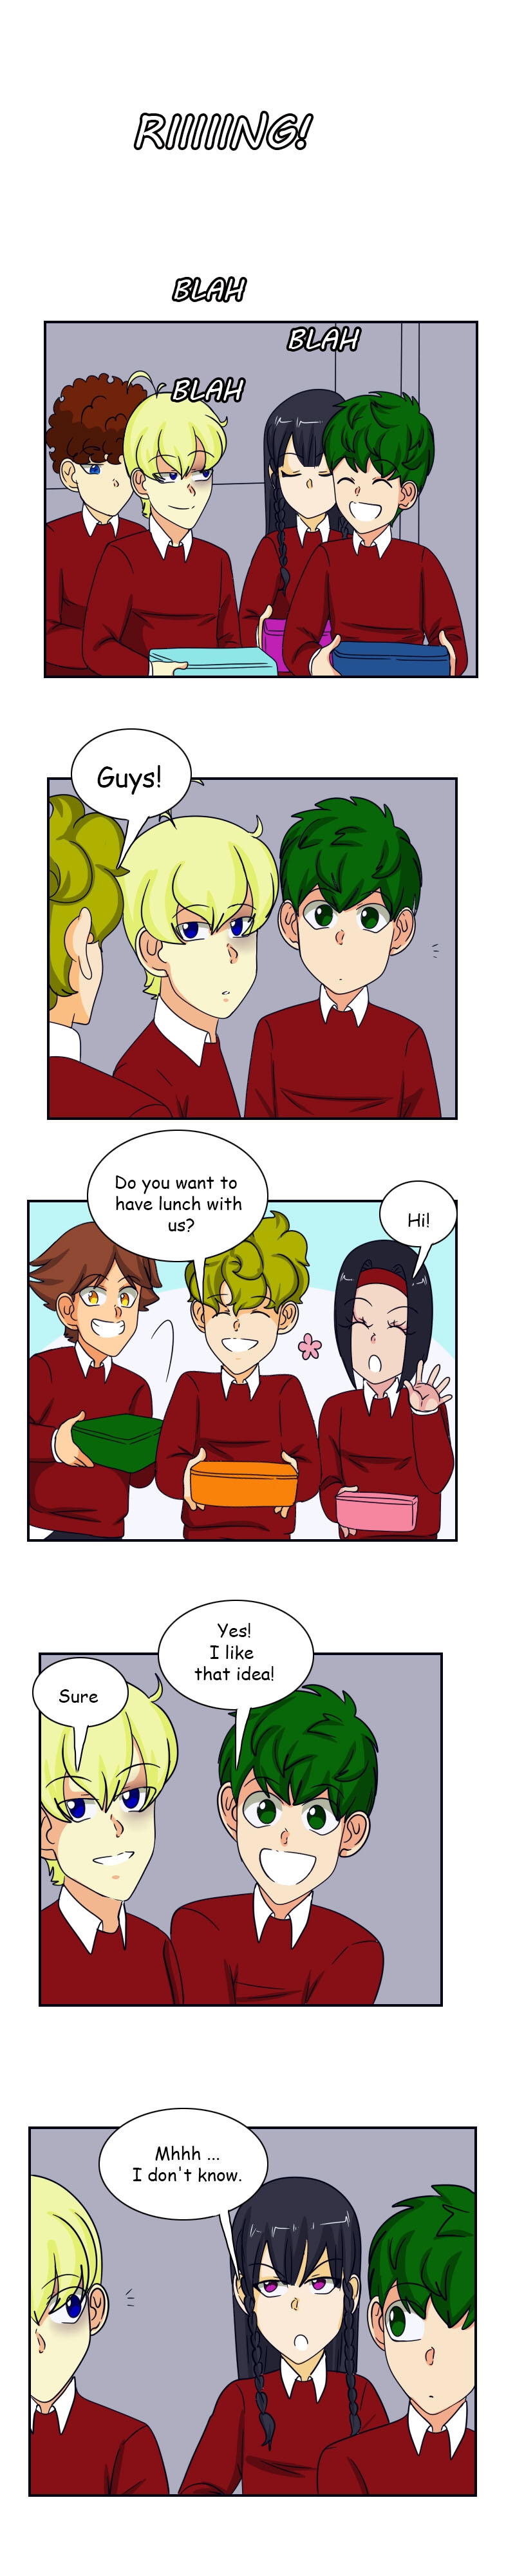 RIIIIIING!
BLAH
BLAH
BLAH
Guys!
Do you want to
have lunch with
us?
Hi!
Yes!
I like
that idea!
Sure
Mhhh ...
I don't know.